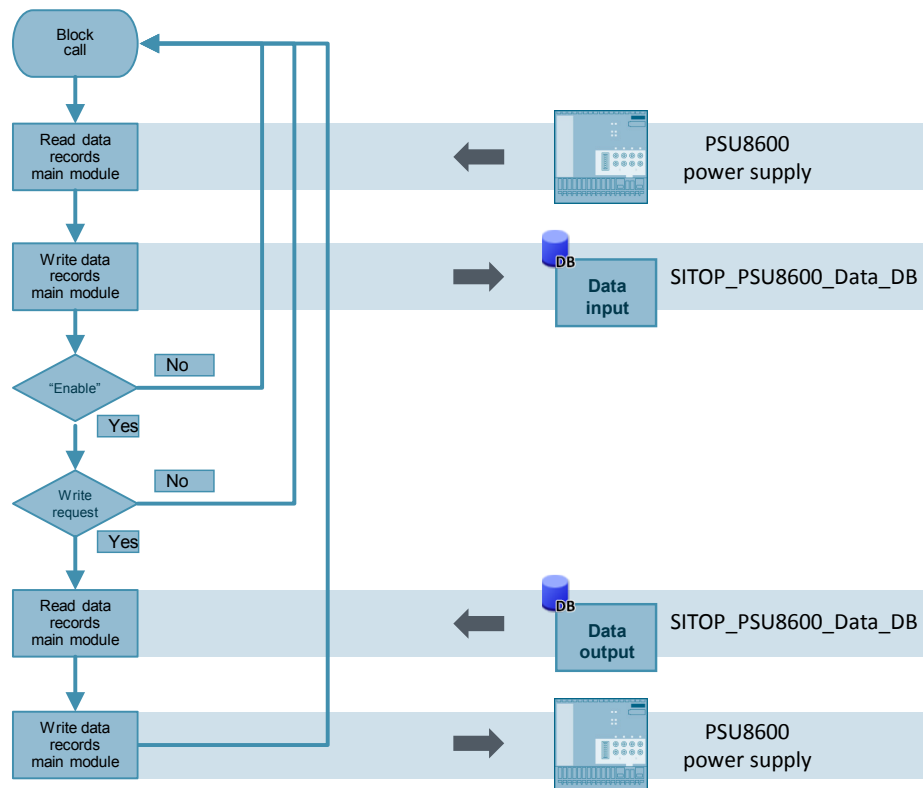 Block
call
Read data
records
main module
PSU8600
power supply
Write data
records
main module
DB
Data
input
SITOP_PSU8600_Data_DB
“Enable”
No
Yes
Write
request
No
Yes
Read data
records
main module
DB
Data
output
SITOP_PSU8600_Data_DB
Write data
records
main module
PSU8600
power supply